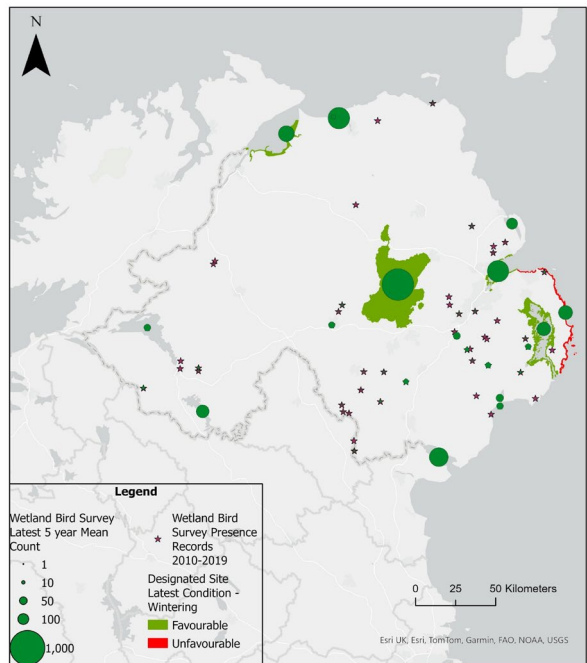 N
Legend
Wetland Bird Survey
Latest 5 year Mean
Count
1
10
50
100
1,000
Wetland Bird
Survey Presence
Records
2010-2019
Designated Site
Latest Condition -
Wintering
Favourable
Unfavourable
0 25 50 Kilometers
Esri UK, Esri, TomTom, Garmin, FAO, NOAA, USGS